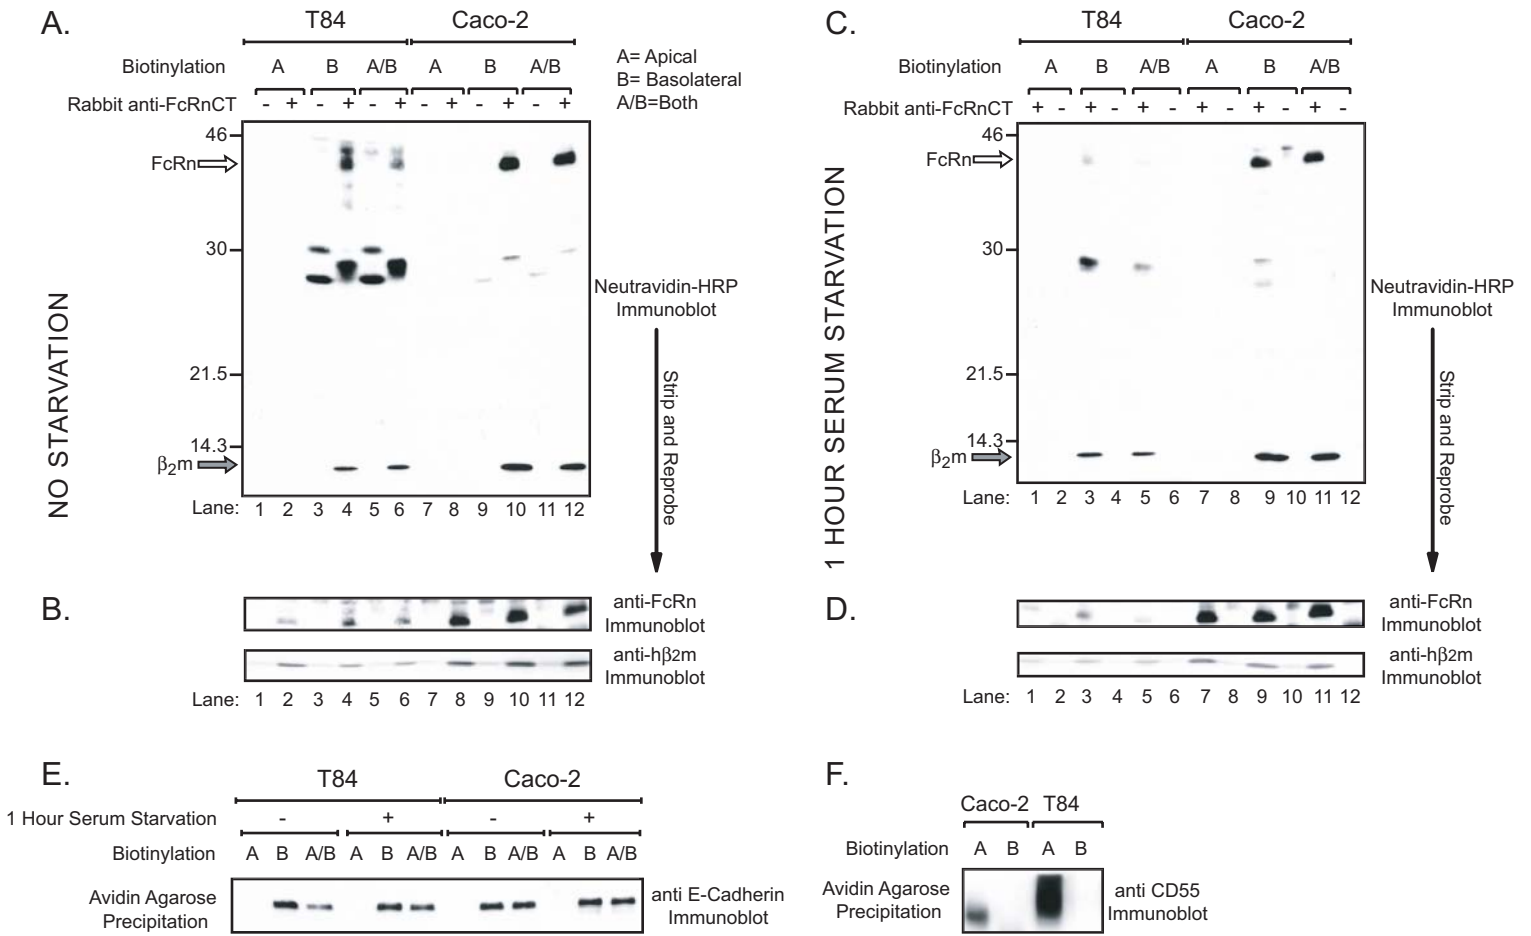 A.
T84 Caco-2
Biotinylation A B A/B A B A/B
Rabbit anti-FcRnCT - + - + - + - + - + - +
A= Apical
B= Basolateral
A/B=Both
46
FcRn
30
21.5
14.3
β2m
Lane: 1 2 3 4 5 6 7 8 9 10 11 12
NO STARVATION
Neutravidin-HRP
Immunoblot
Strip and Reprobe
B.
anti-FcRn
Immunoblot
anti-hβ2m
Immunoblot
Lane: 1 2 3 4 5 6 7 8 9 10 11 12
C.
T84 Caco-2
Biotinylation A B A/B A B A/B
Rabbit anti-FcRnCT + - + - + - + - + - + -
46
FcRn
30
21.5
14.3
β2m
Lane: 1 2 3 4 5 6 7 8 9 10 11 12
1 HOUR SERUM STARVATION
Neutravidin-HRP
Immunoblot
Strip and Reprobe
D.
anti-FcRn
Immunoblot
anti-hβ2m
Immunoblot
Lane: 1 2 3 4 5 6 7 8 9 10 11 12
E.
T84 Caco-2
1 Hour Serum Starvation - + - +
Biotinylation A B A/B A B A/B A B A/B A B A/B
Avidin Agarose
Precipitation
anti E-Cadherin
Immunoblot
F.
Caco-2 T84
Biotinylation A B A B
Avidin Agarose
Precipitation
anti CD55
Immunoblot